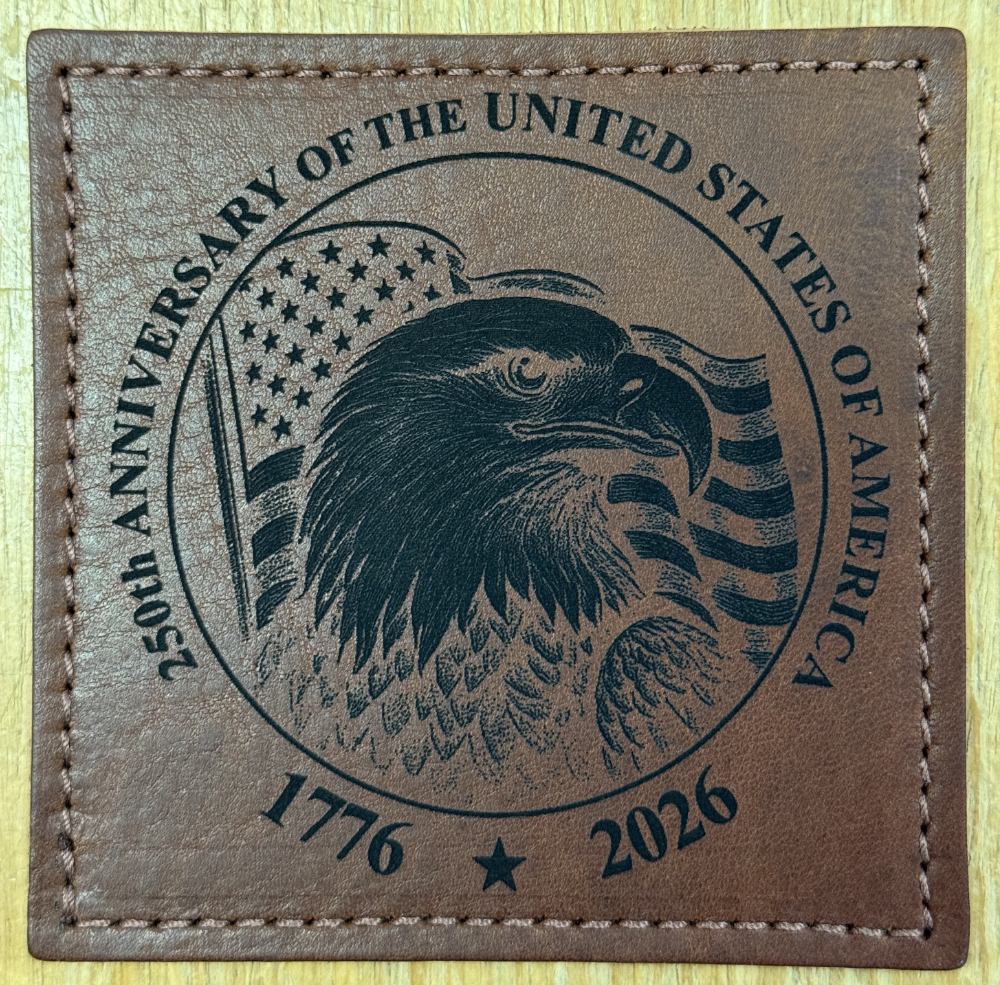 250th ANNIVERSARY OF THE UNITED STATES OF AMERICA
1776 ★ 2026